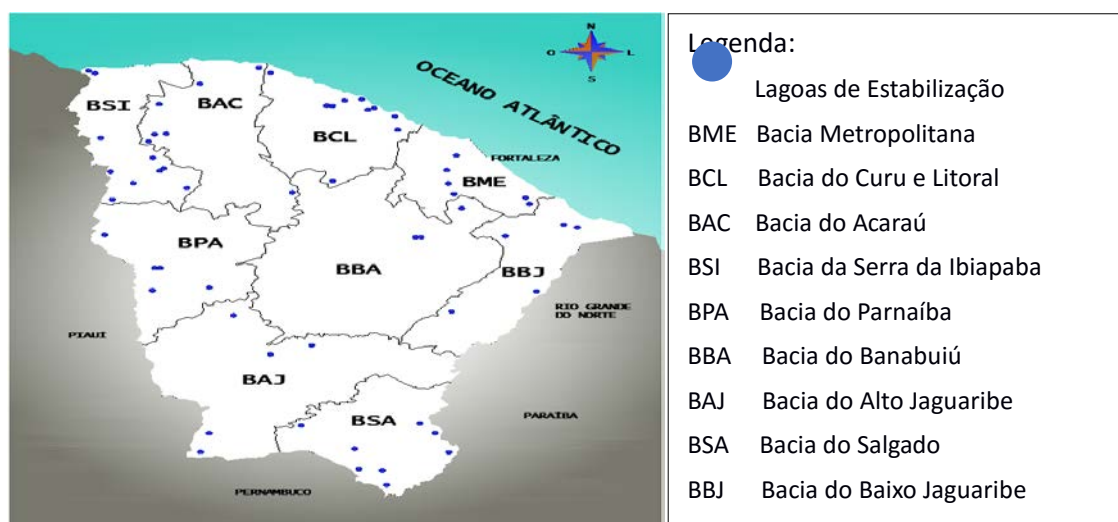 N
O L
S
OCEANO ATLÂNTICO
BSI
BAC
BCL
FORTALEZA
BME
BPA
BBA
BBJ
RIO GRANDE
DO NORTE
PIAUÍ
BAJ
BSA
PARAÍBA
PERNAMBUCO
Legenda:
Lagoas de Estabilização
BME Bacia Metropolitana
BCL Bacia do Curu e Litoral
BAC Bacia do Acaraú
BSI Bacia da Serra da Ibiapaba
BPA Bacia do Parnaíba
BBA Bacia do Banabuiú
BAJ Bacia do Alto Jaguaribe
BSA Bacia do Salgado
BBJ Bacia do Baixo Jaguaribe